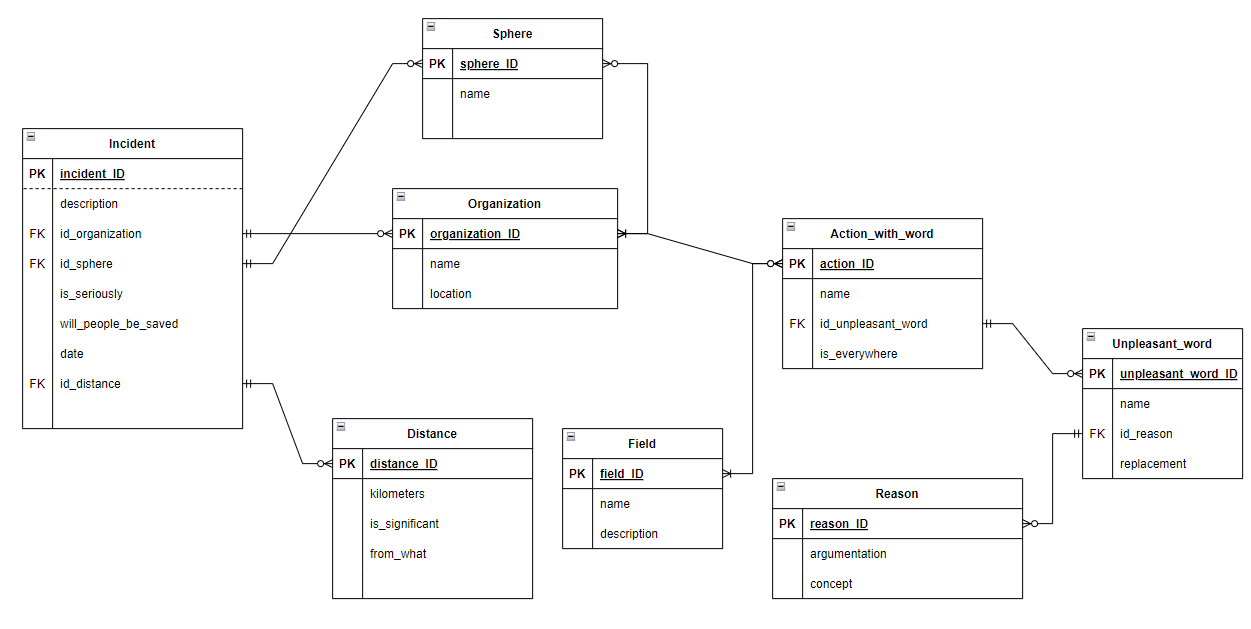 Sphere
PK sphere_ID
name
Incident
PK incident_ID
description
FK id_organization
FK id_sphere
is_seriously
will_people_be_saved
date
FK id_distance
Organization
PK organization_ID
name
location
Action_with_word
PK action_ID
name
FK id_unpleasant_word
is_everywhere
Unpleasant_word
PK unpleasant_word_ID
name
FK id_reason
replacement
Distance
PK distance_ID
kilometers
is_significant
from_what
Field
PK field_ID
name
description
Reason
PK reason_ID
argumentation
concept